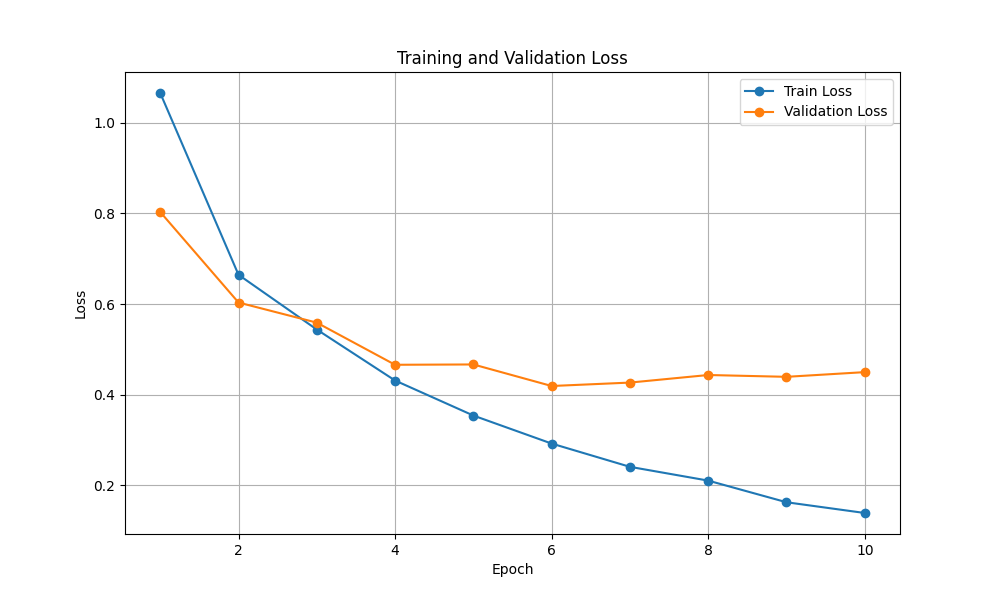 Training and Validation Loss
Train Loss
Validation Loss
1.0
0.8
0.6
0.4
0.2
Loss
2 4 6 8 10
Epoch